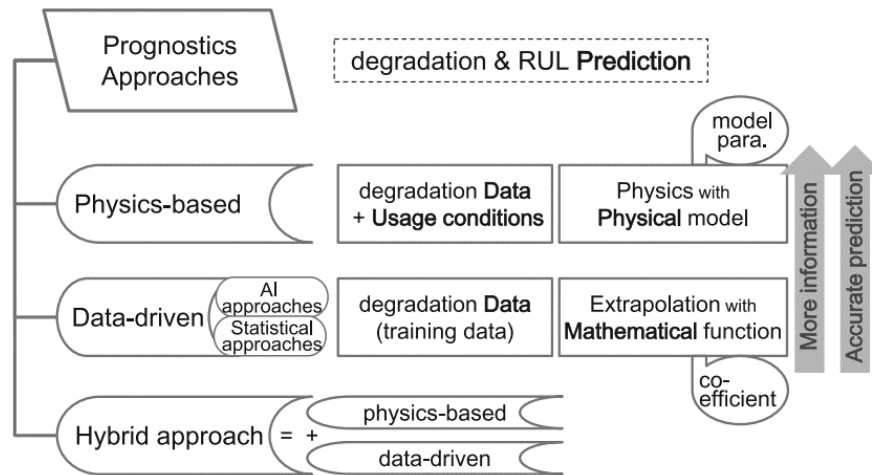 Prognostics
Approaches
degradation & RUL Prediction
model
para.
Physics-based
degradation Data
+ Usage conditions
Physics with
Physical model
Data-driven
AI
approaches
Statistical
approaches
degradation Data
(training data)
Extrapolation with
Mathematical function
co-
efficient
More information
Accurate prediction
Hybrid approach
= +
physics-based
data-driven